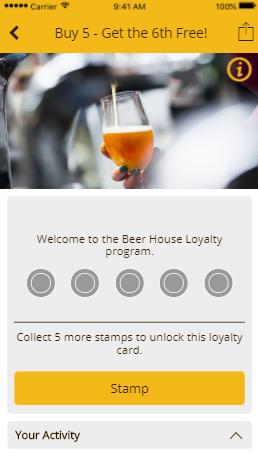 Carrier 9:41 AM 100%
Buy 5 - Get the 6th Free!
i
Welcome to the Beer House Loyalty
program.
Collect 5 more stamps to unlock this loyalty
card.
Stamp
Your Activity